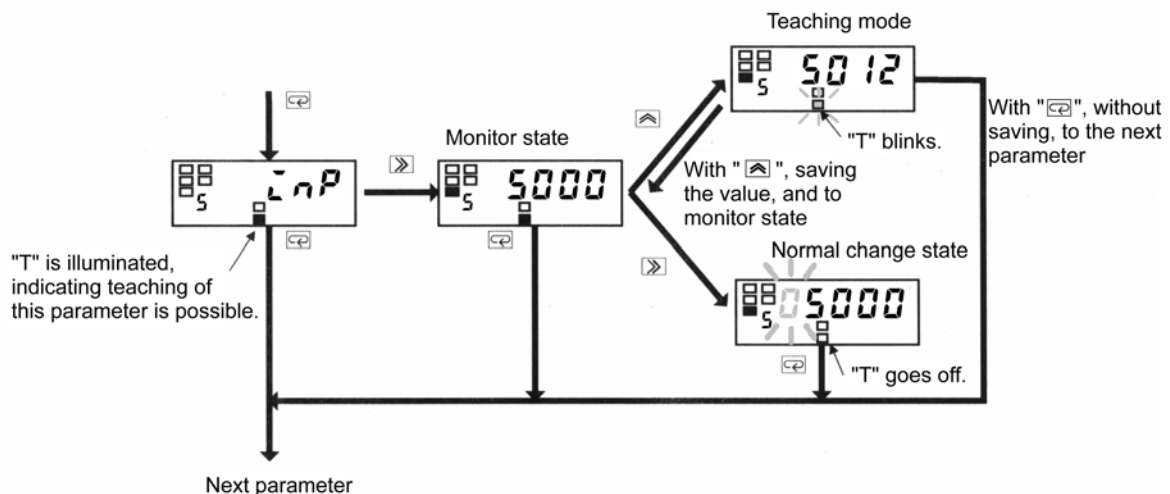 Teaching mode
5012
S
"T" blinks.
With "", without
saving, to the next
parameter
Monitor state
inP
S
5000
S
With "", saving
the value, and to
monitor state
"T" is illuminated,
indicating teaching of
this parameter is possible.
Normal change state
05000
S
"T" goes off.
Next parameter